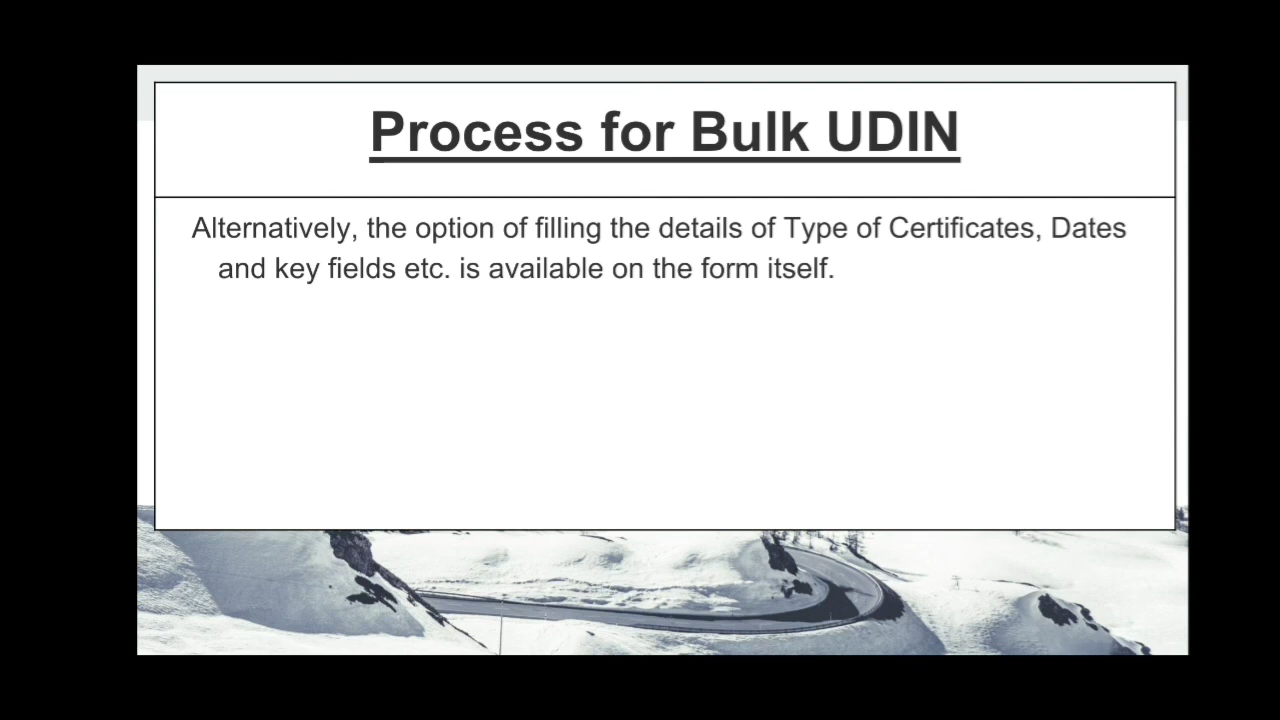 Process for Bulk UDIN
Alternatively, the option of filling the details of Type of Certificates, Dates
and key fields etc. is available on the form itself.